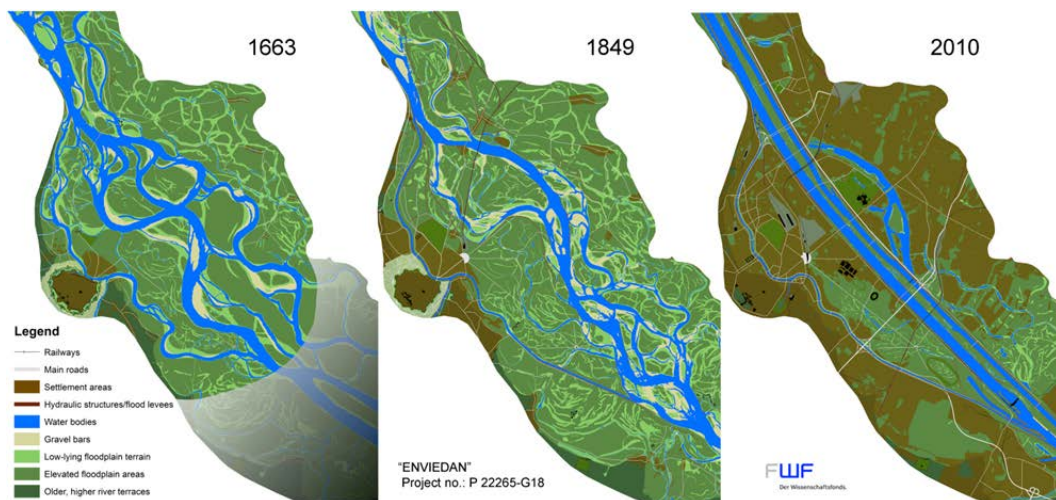 1663
1849
2010
Legend
Railways
Main roads
Settlement areas
Hydraulic structures/flood levees
Water bodies
Gravel bars
Low-lying floodplain terrain
Elevated floodplain areas
Older, higher river terraces
"ENVIEDAN"
Project no.: P 22265-G18
FWF
Der Wissenschaftsfonds.